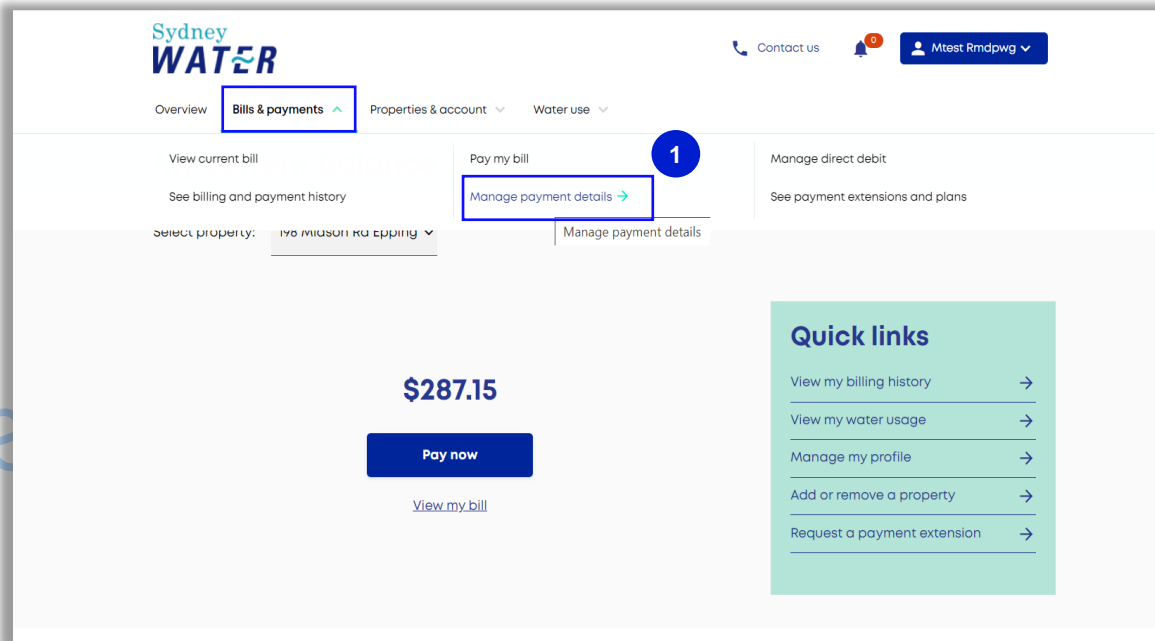 Sydney
WATER
Contact us
0
Mtest Rmdpwg
Overview
Bills & payments
Properties & account
Water use
View current bill
Pay my bill
1
Manage direct debit
See billing and payment history
Manage payment details
See payment extensions and plans
Select property:
198 Midson Rd Epping
Manage payment details
Quick links
$287.15
View my billing history
View my water usage
Pay now
Manage my profile
Add or remove a property
View my bill
Request a payment extension